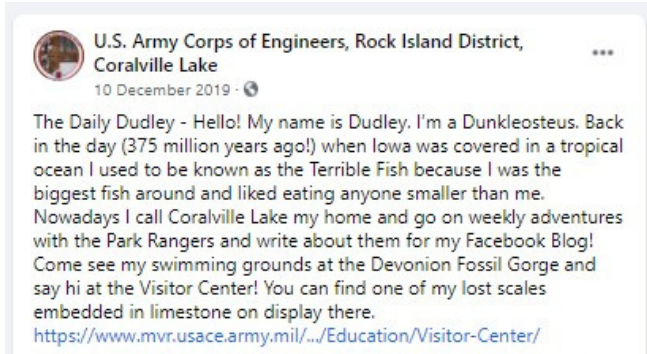 U.S. Army Corps of Engineers, Rock Island District,
Coralville Lake
10 December 2019 ·
The Daily Dudley - Hello! My name is Dudley. I'm a Dunkleosteus. Back
in the day (375 million years ago!) when Iowa was covered in a tropical
ocean I used to be known as the Terrible Fish because I was the
biggest fish around and liked eating anyone smaller than me.
Nowadays I call Coralville Lake my home and go on weekly adventures
with the Park Rangers and write about them for my Facebook Blog!
Come see my swimming grounds at the Devonion Fossil Gorge and
say hi at the Visitor Center! You can find one of my lost scales
embedded in limestone on display there.
https://www.mvr.usace.army.mil/.../Education/Visitor-Center/